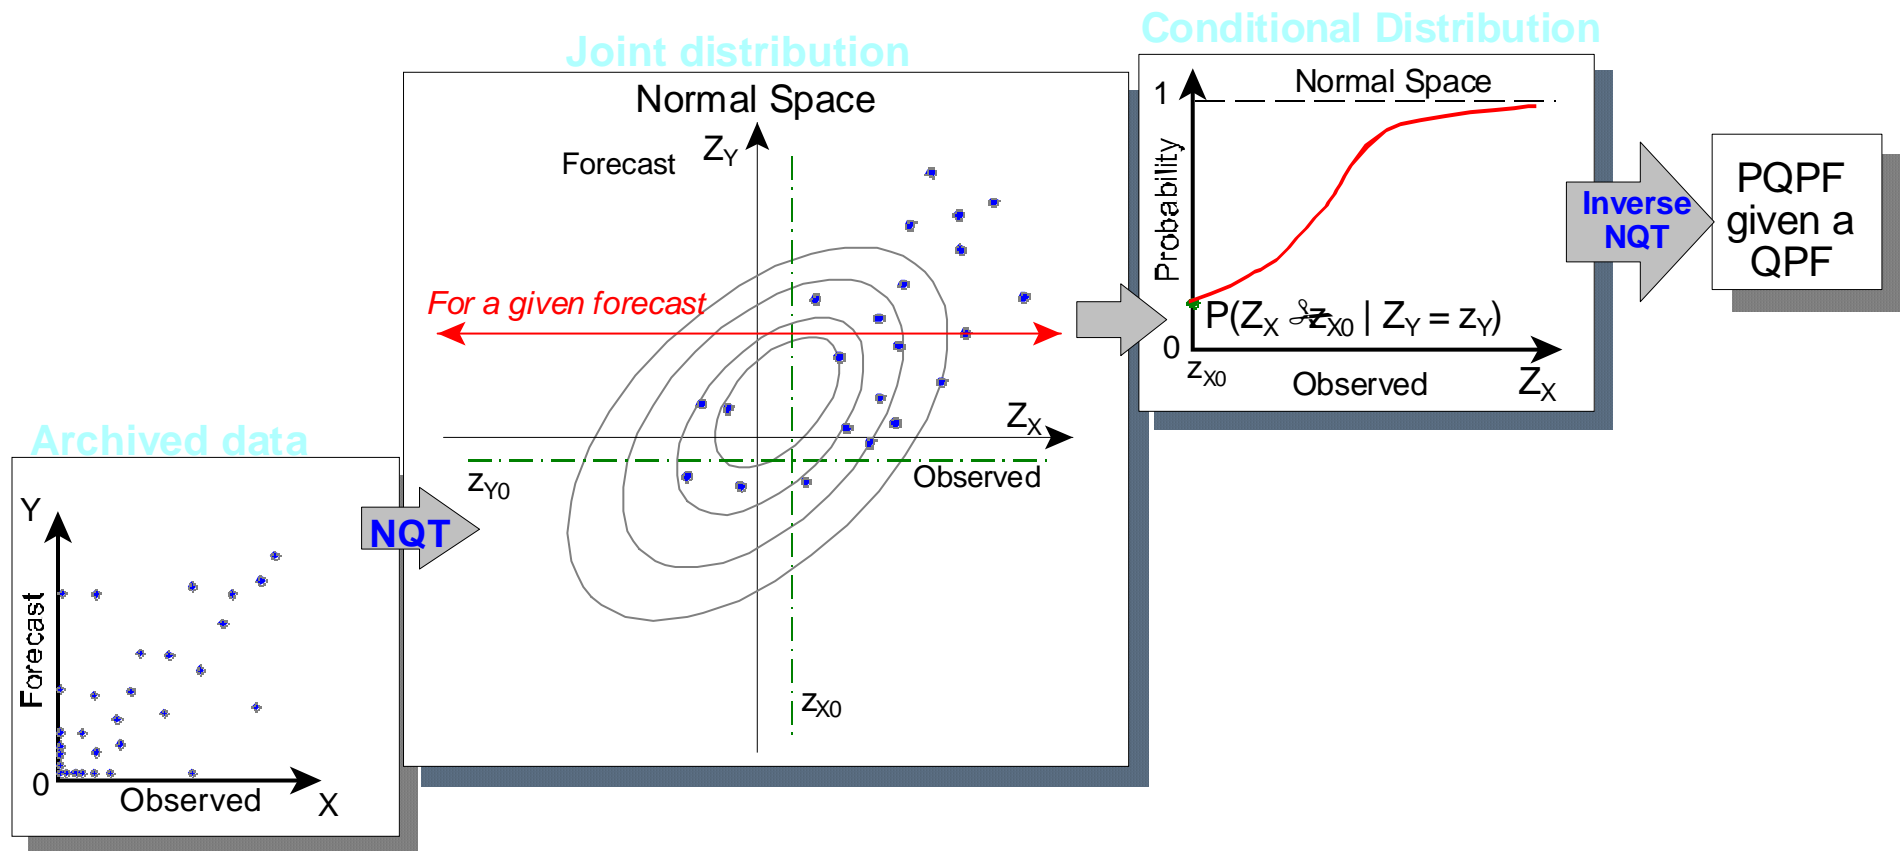 Joint distribution
Conditional Distribution
Archived data
Y
Forecast
0
Observed
X
NQT
Normal Space
Forecast
Z_Y
For a given forecast
Z_X
Observed
z_Y0
z_X0
Normal Space
1
Probability
P(Z_X z_X0 | Z_Y = z_Y)
0
z_X0
Observed
Z_X
Inverse
NQT
PQPF
given a
QPF